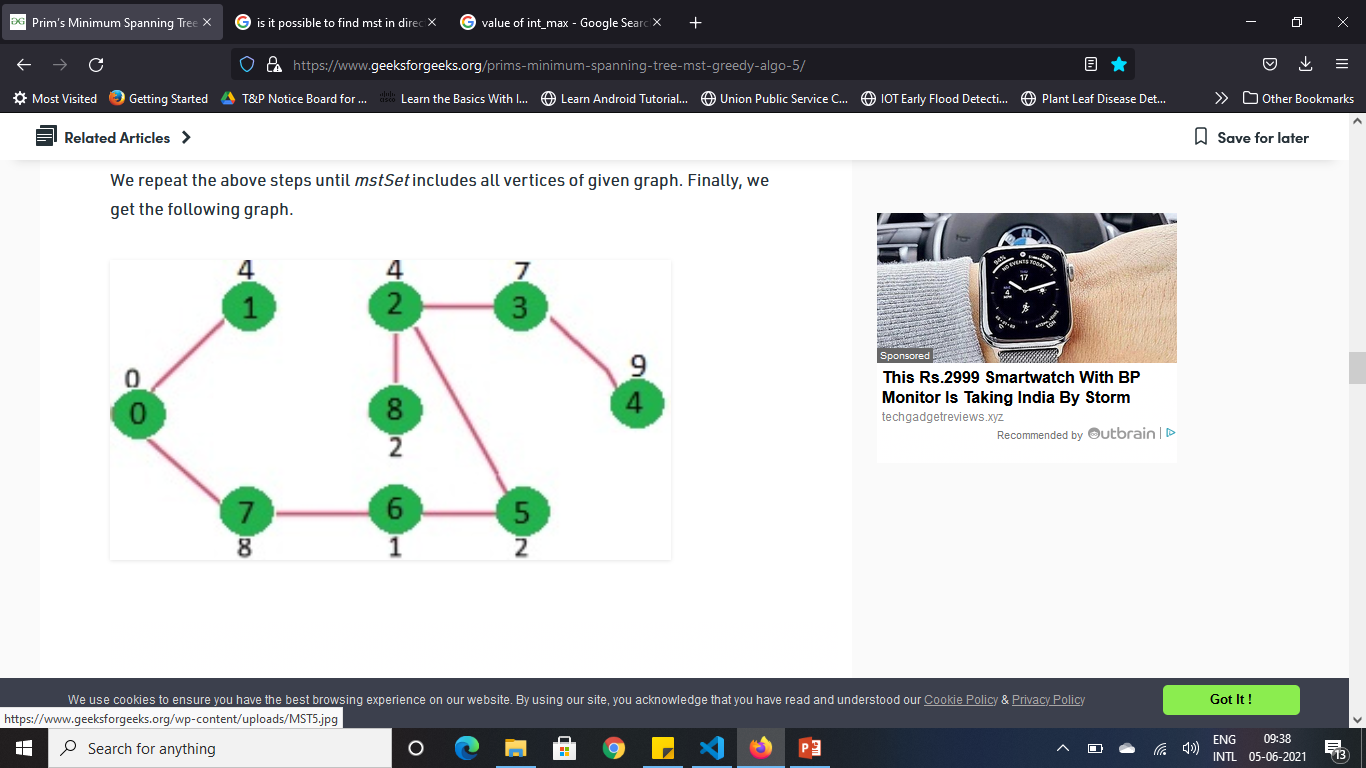 Prim's Minimum Spanning Tree
is it possible to find mst in direc
value of int_max - Google Searc
https://www.geeksforgeeks.org/prims-minimum-spanning-tree-mst-greedy-algo-5/
Most Visited Getting Started T&P Notice Board for ... Learn the Basics With I... Learn Android Tutorial... Union Public Service C... IOT Early Flood Detecti... Plant Leaf Disease Det... Other Bookmarks
Related Articles
Save for later
We repeat the above steps until mstSet includes all vertices of given graph. Finally, we
get the following graph.
4 4 7
1 2 3
0 9
0 8 4
2
7 6 5
8 1 2
Sponsored
This Rs.2999 Smartwatch With BP
Monitor Is Taking India By Storm
techgadgetreviews.xyz
Recommended by Outbrain
We use cookies to ensure you have the best browsing experience on our website. By using our site, you acknowledge that you have read and understood our Cookie Policy & Privacy Policy
Got It !
https://www.geeksforgeeks.org/wp-content/uploads/MST5.jpg
Search for anything
ENG
INTL
09:38
05-06-2021
13